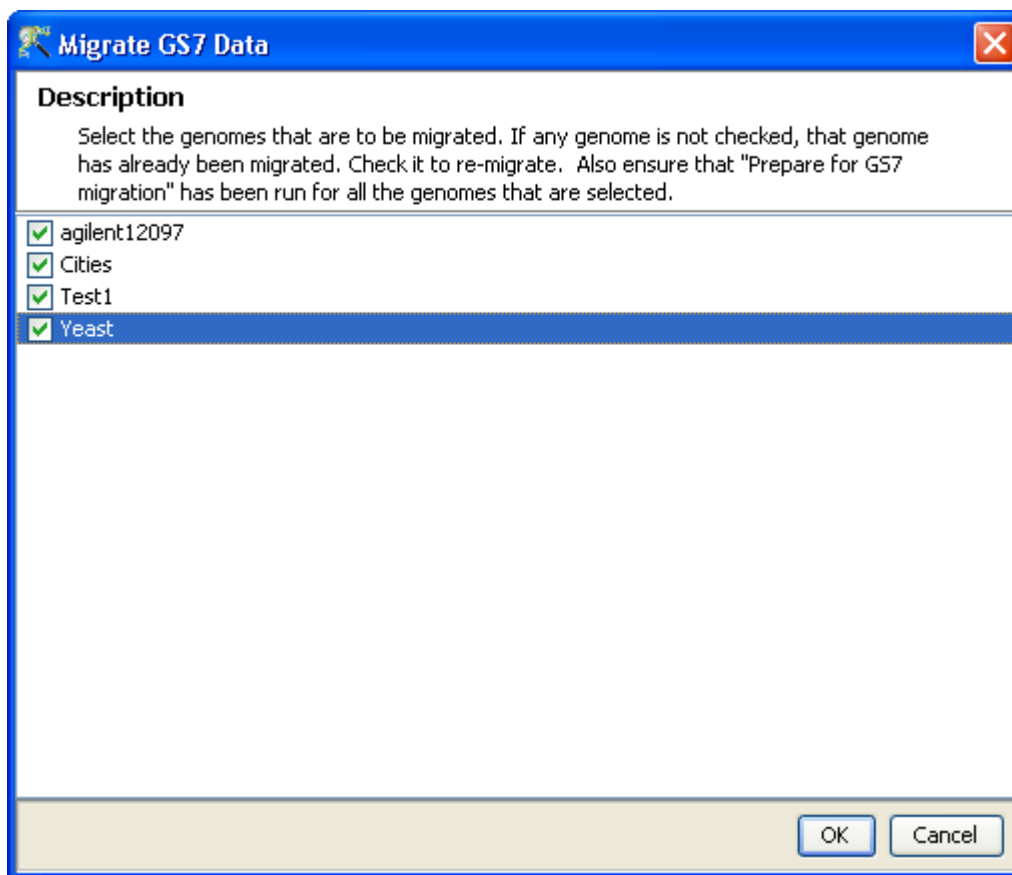 Migrate GS7 Data
Description
Select the genomes that are to be migrated. If any genome is not checked, that genome
has already been migrated. Check it to re-migrate.  Also ensure that "Prepare for GS7
migration" has been run for all the genomes that are selected.
agilent12097
Cities
Test1
Yeast
OK
Cancel